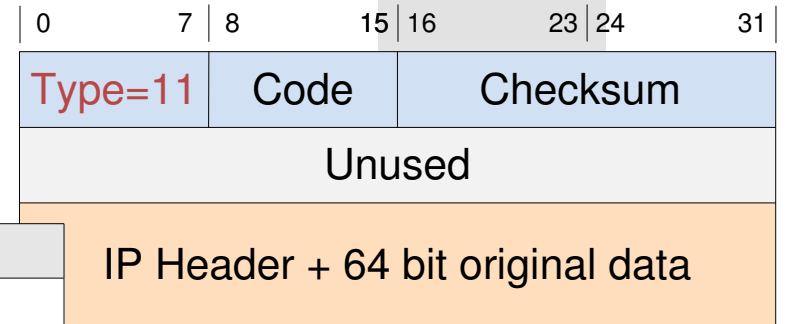 0 7 8 15 16 23 24 31
Type=11 Code Checksum
Unused
IP Header + 64 bit original data